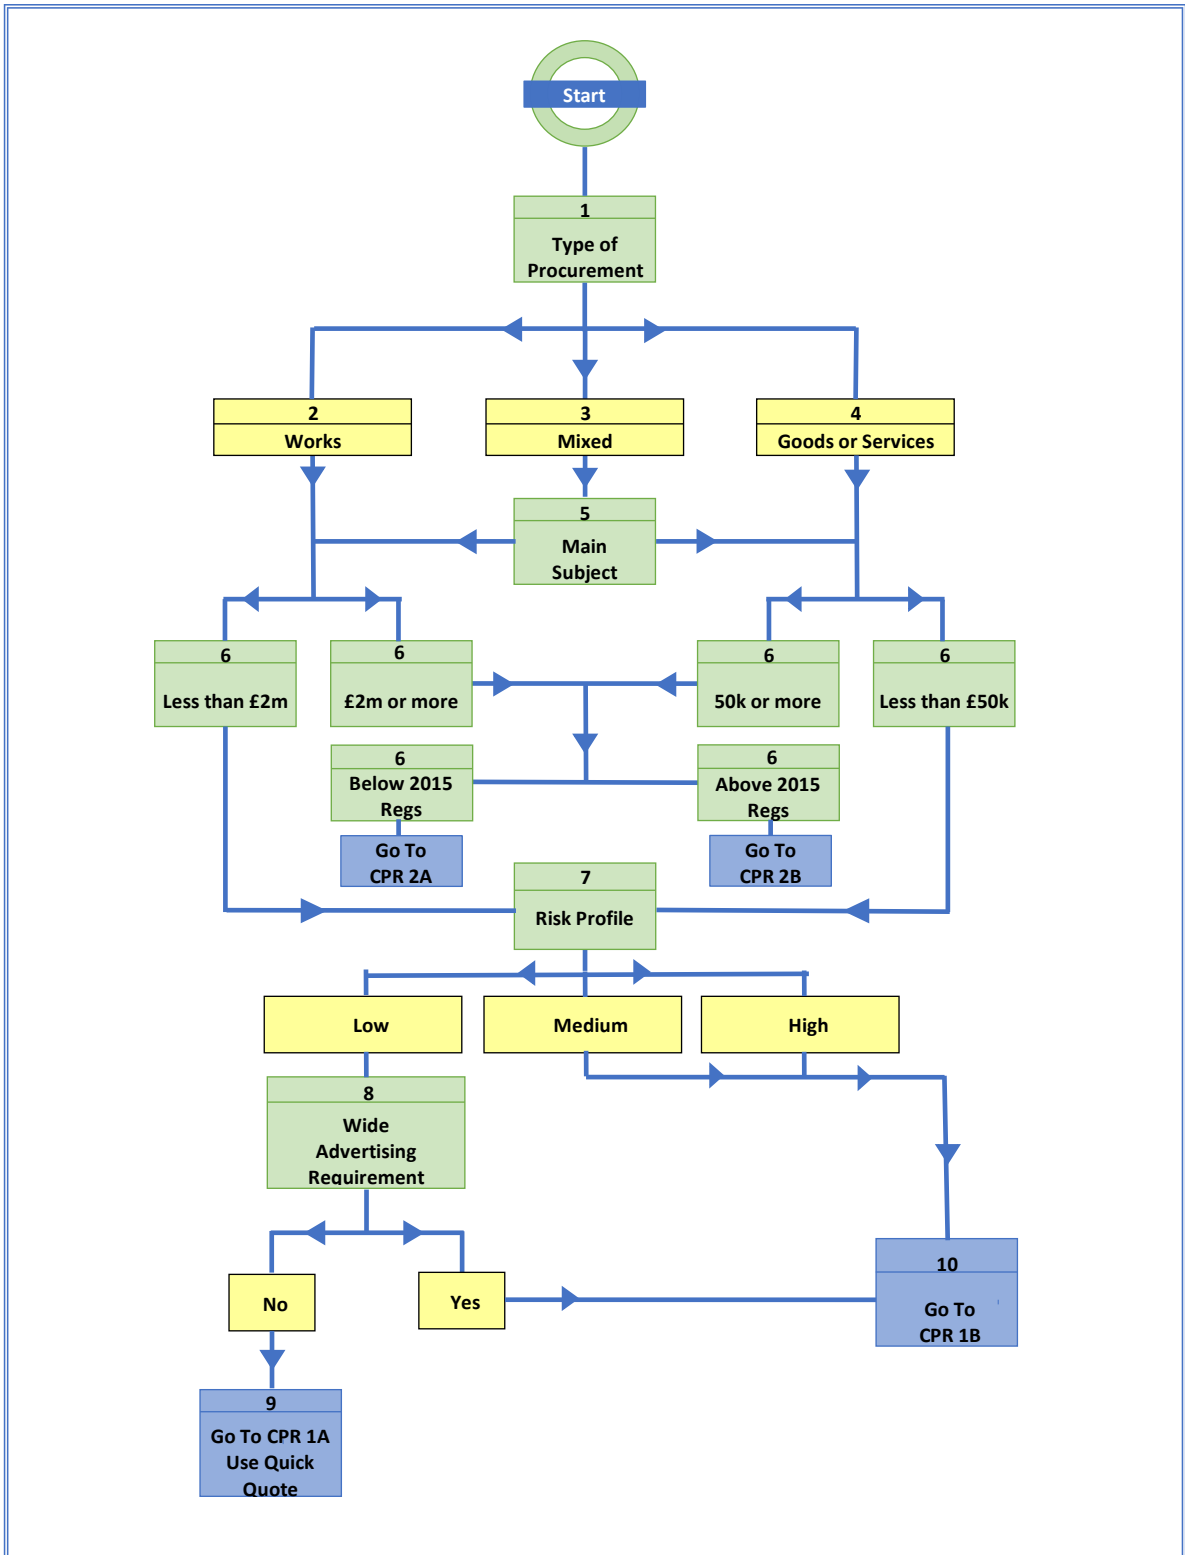 Start
1
Type of
Procurement
2
Works
3
Mixed
4
Goods or Services
5
Main
Subject
6
Less than £2m
6
£2m or more
6
50k or more
6
Less than £50k
6
Below 2015
Regs
6
Above 2015
Regs
Go To
CPR 2A
Go To
CPR 2B
7
Risk Profile
Low
Medium
High
8
Wide
Advertising
Requirement
No
Yes
10
Go To
CPR 1B
9
Go To CPR 1A
Use Quick
Quote